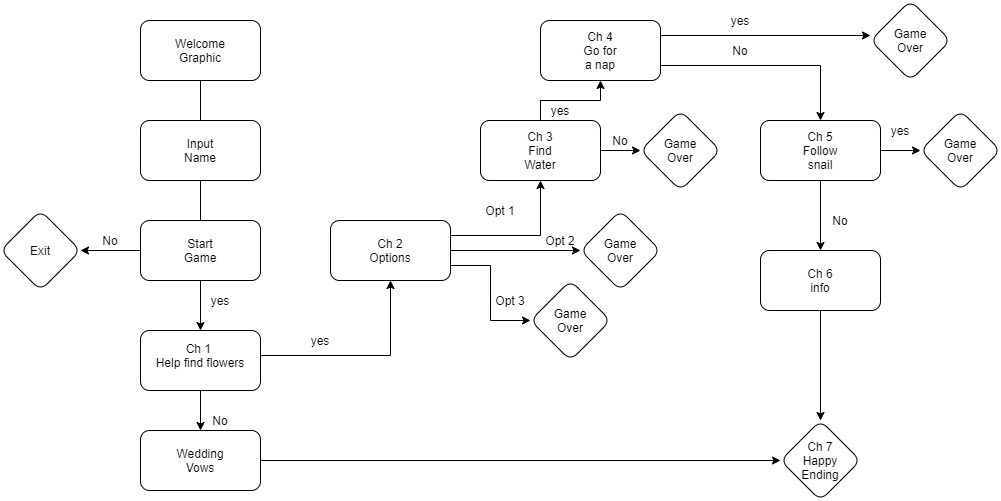 Welcome
Graphic
Input
Name
Start
Game
No
Exit
yes
Ch 1
Help find flowers
yes
No
Wedding
Vows
Ch 2
Options
Opt 1
Opt 2
Game
Over
Opt 3
Game
Over
Ch 3
Find
Water
yes
No
Game
Over
Ch 4
Go for
a nap
yes
Game
Over
No
Ch 5
Follow
snail
yes
Game
Over
No
Ch 6
info
Ch 7
Happy
Ending